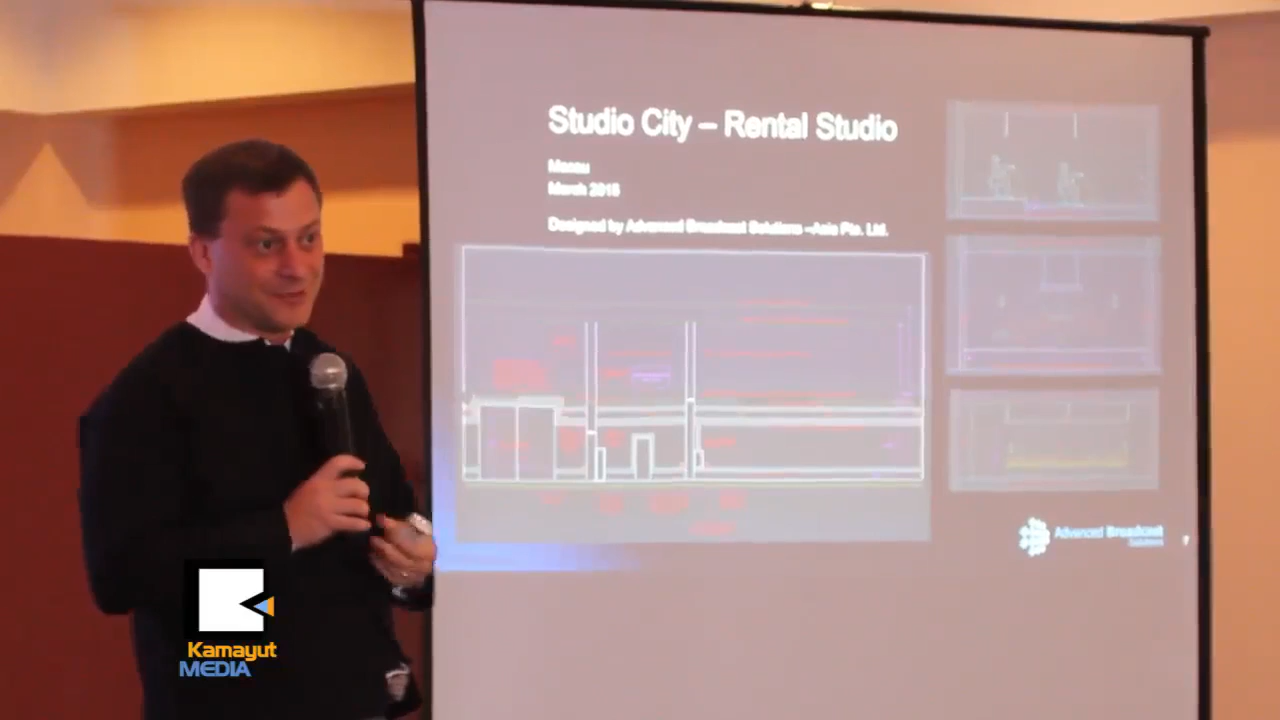 Studio City – Rental Studio
Macau
March 2015
Designed by Advanced Broadcast Solutions –Asia Pte. Ltd.
Advanced Broadcast
Solutions
Kamayut
MEDIA